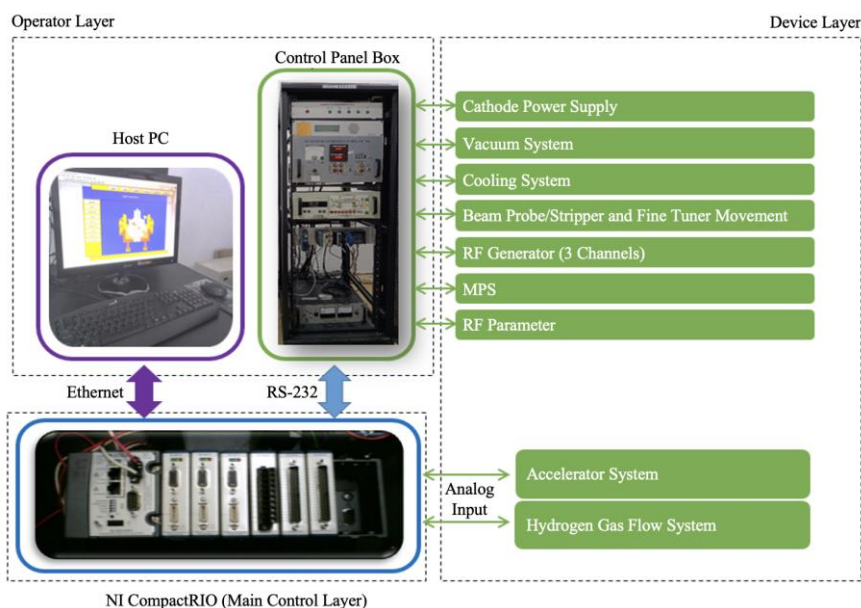 Operator Layer
Device Layer
Control Panel Box
Host PC
Cathode Power Supply
Vacuum System
Cooling System
Beam Probe/Stripper and Fine Tuner Movement
RF Generator (3 Channels)
MPS
RF Parameter
Ethernet
RS-232
Analog
Input
Accelerator System
Hydrogen Gas Flow System
NI CompactRIO (Main Control Layer)